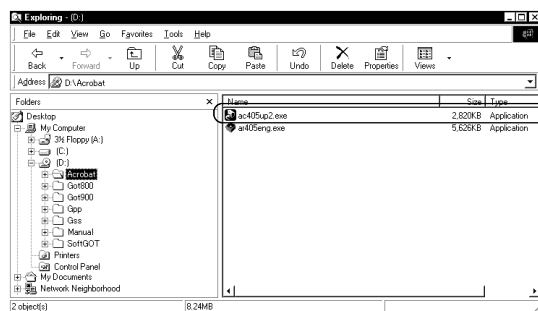 Exploring - (D:)
File Edit View Go Favorites Tools Help
Back Forward Up Cut Copy Paste Undo Delete Properties Views
Address D:\Acrobat
Folders × Name Size Type
Desktop
My Computer
3½ Floppy (A:)
(C:)
(D:)
Acrobat
Got800
Got900
Gpp
Gss
Manual
SoftGOT
Printers
Control Panel
My Documents
Network Neighborhood
ac405up2.exe 2,820KB Application
ar405eng.exe 5,626KB Application
2 object(s) 8.24MB